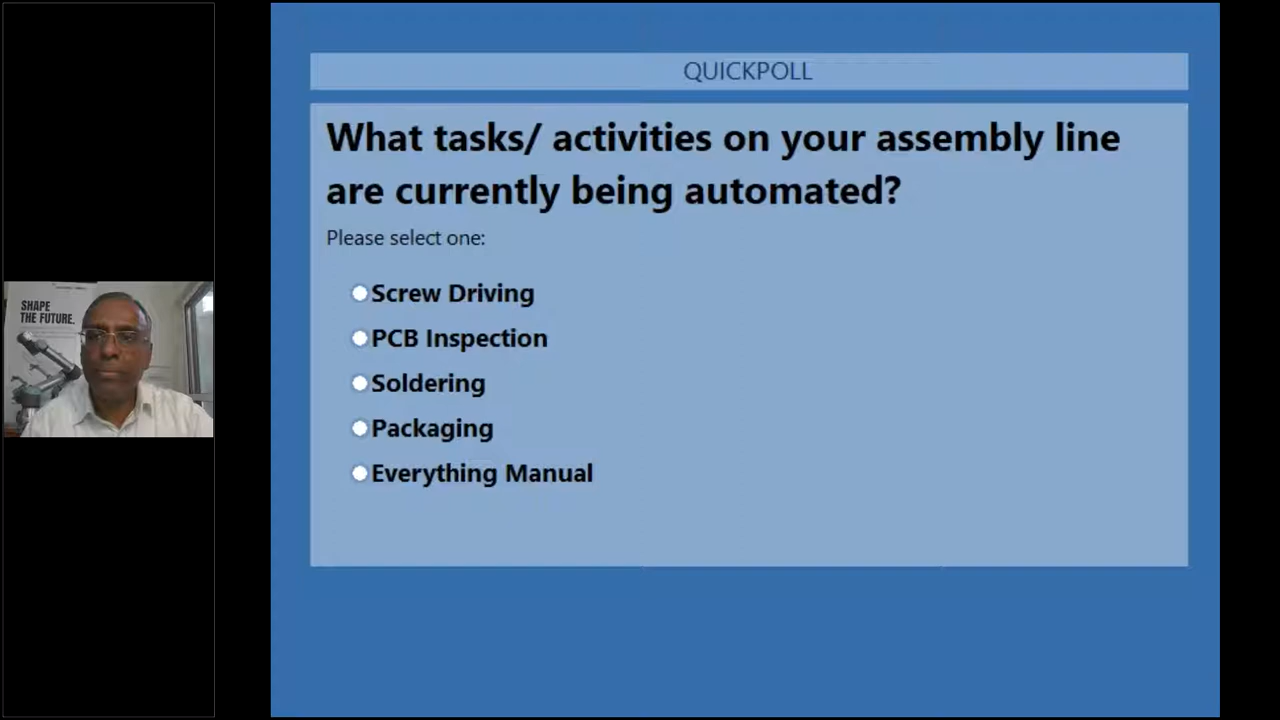 QUICKPOLL
What tasks/ activities on your assembly line
are currently being automated?
Please select one:
Screw Driving
PCB Inspection
Soldering
Packaging
Everything Manual
SHAPE
THE FUTURE.